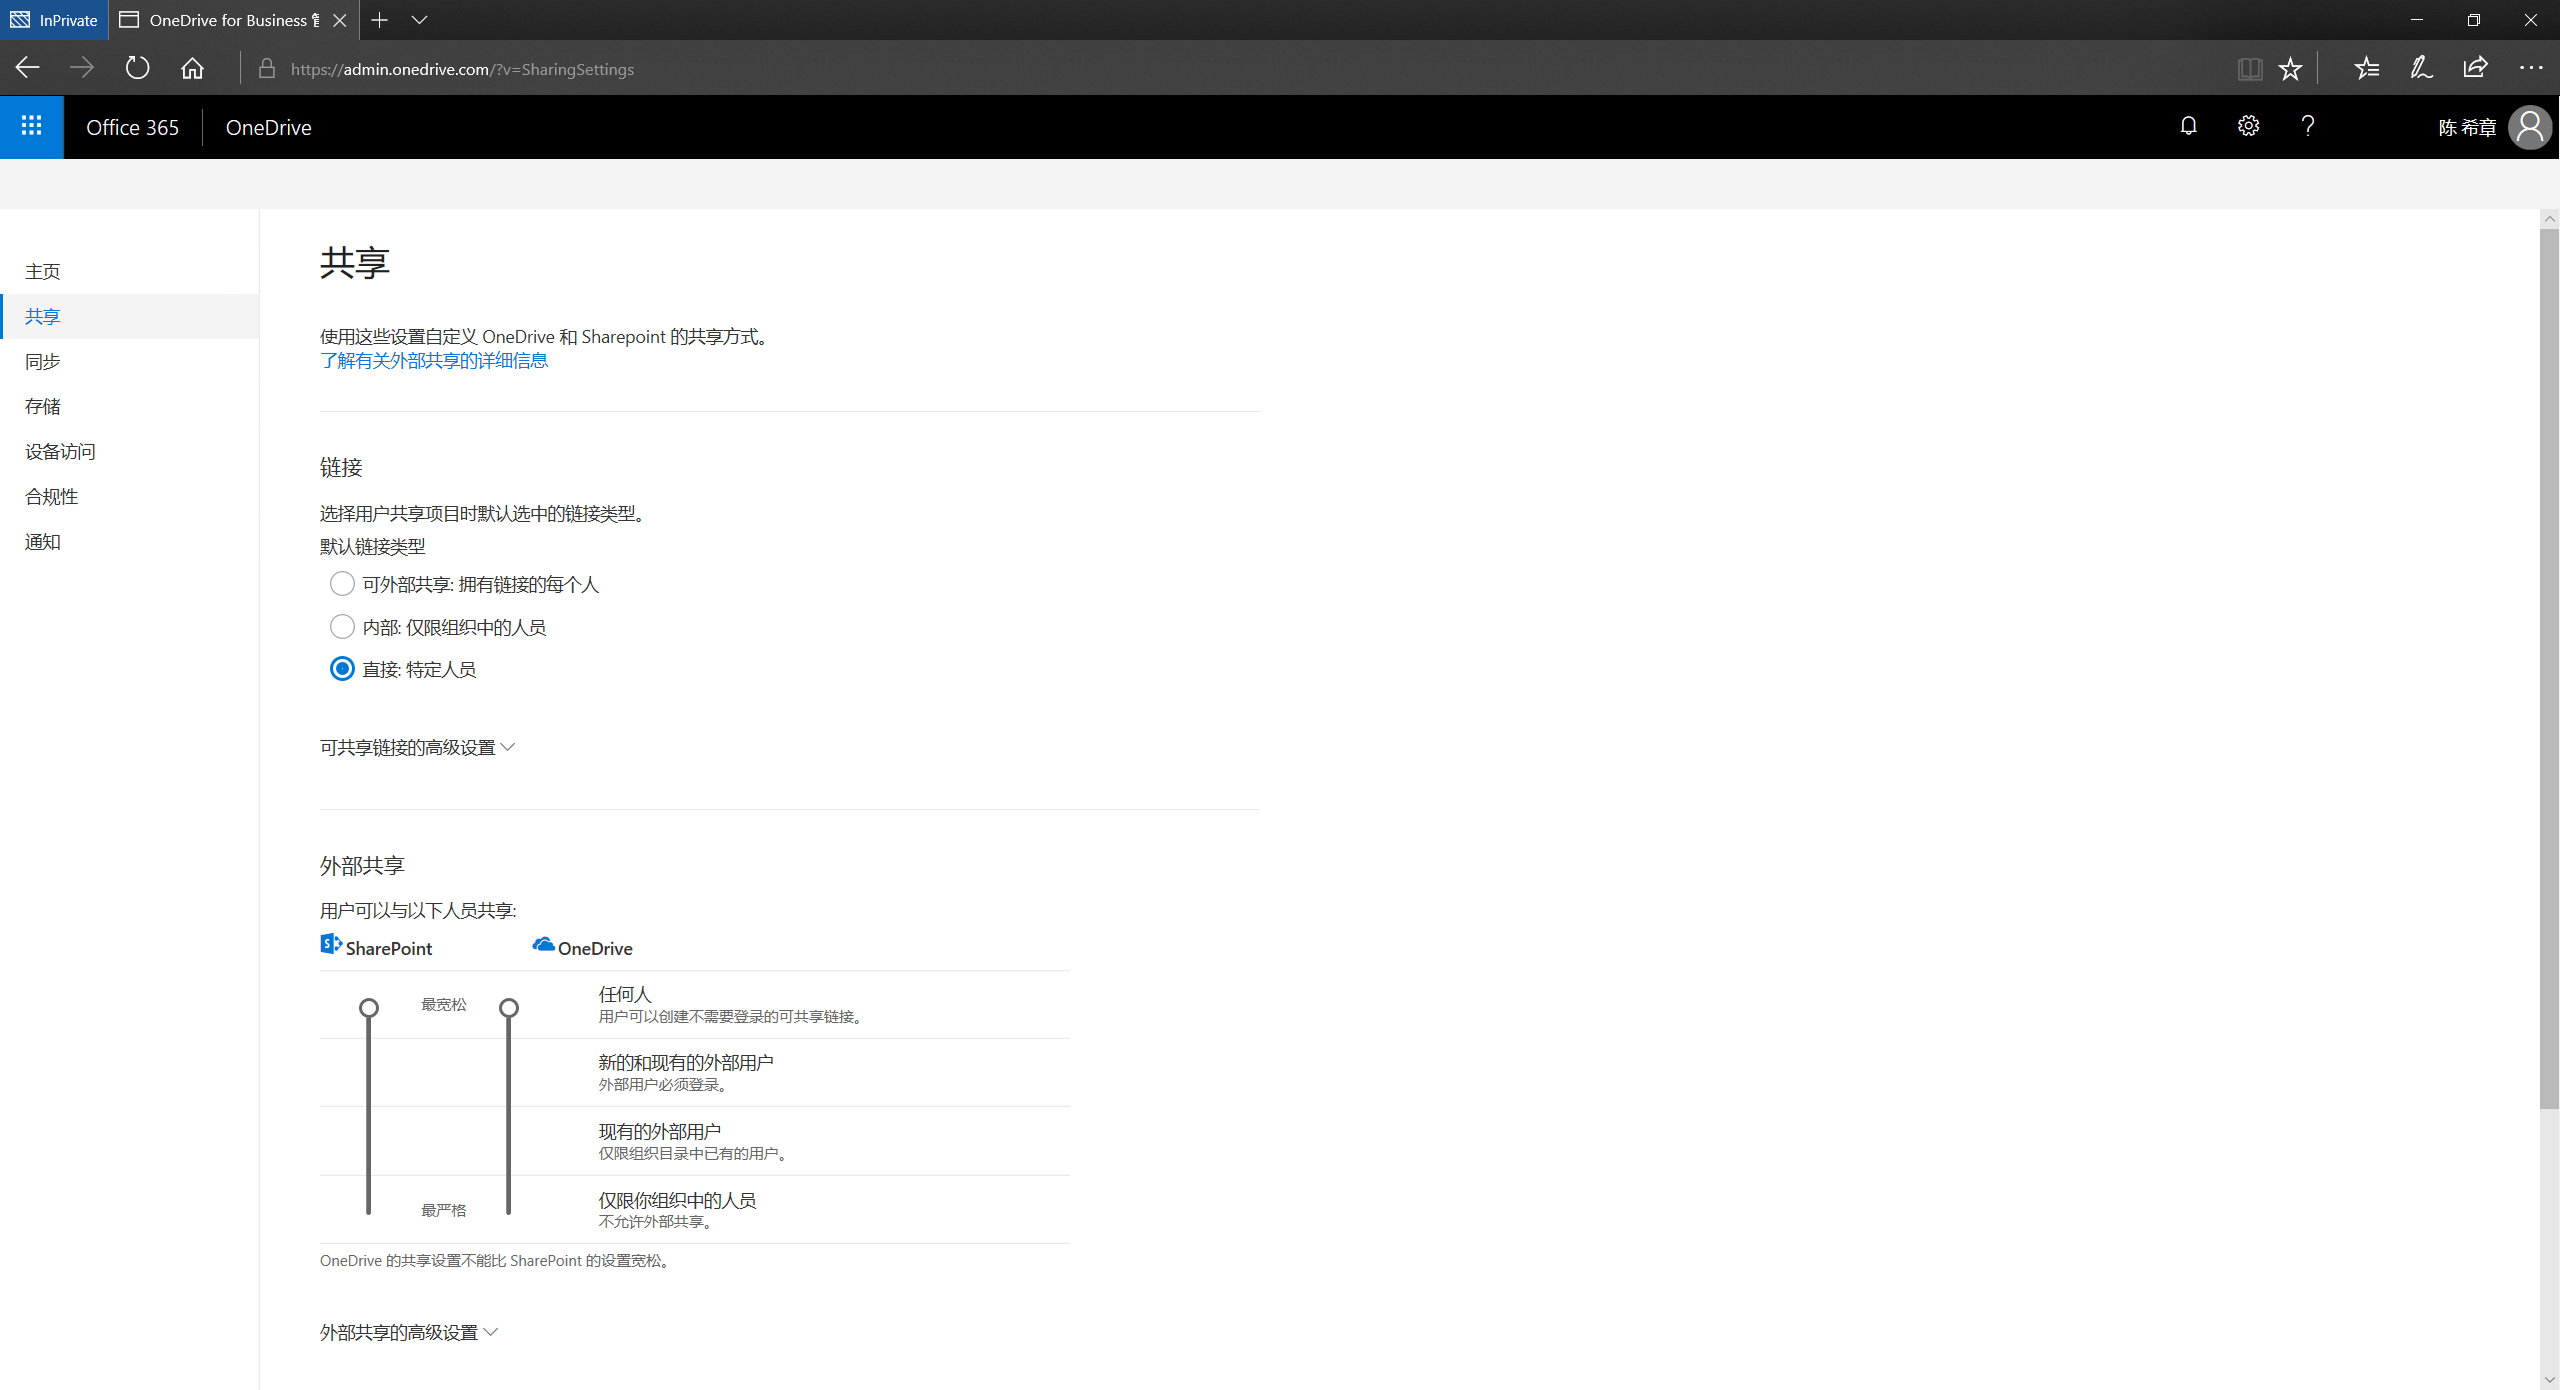 InPrivate
OneDrive for Business
https://admin.onedrive.com/?v=SharingSettings
Office 365
OneDrive
陈 希章
主页
共享
同步
存储
设备访问
合规性
通知
共享
使用这些设置自定义 OneDrive 和 Sharepoint 的共享方式。
了解有关外部共享的详细信息
链接
选择用户共享项目时默认选中的链接类型。
默认链接类型
可外部共享: 拥有链接的每个人
内部: 仅限组织中的人员
直接: 特定人员
可共享链接的高级设置
外部共享
用户可以与以下人员共享:
SharePoint
OneDrive
最宽松
任何人
用户可以创建不需要登录的可共享链接。
新的和现有的外部用户
外部用户必须登录。
现有的外部用户
仅限组织目录中已有的用户。
最严格
仅限你组织中的人员
不允许外部共享。
OneDrive 的共享设置不能比 SharePoint 的设置宽松。
外部共享的高级设置